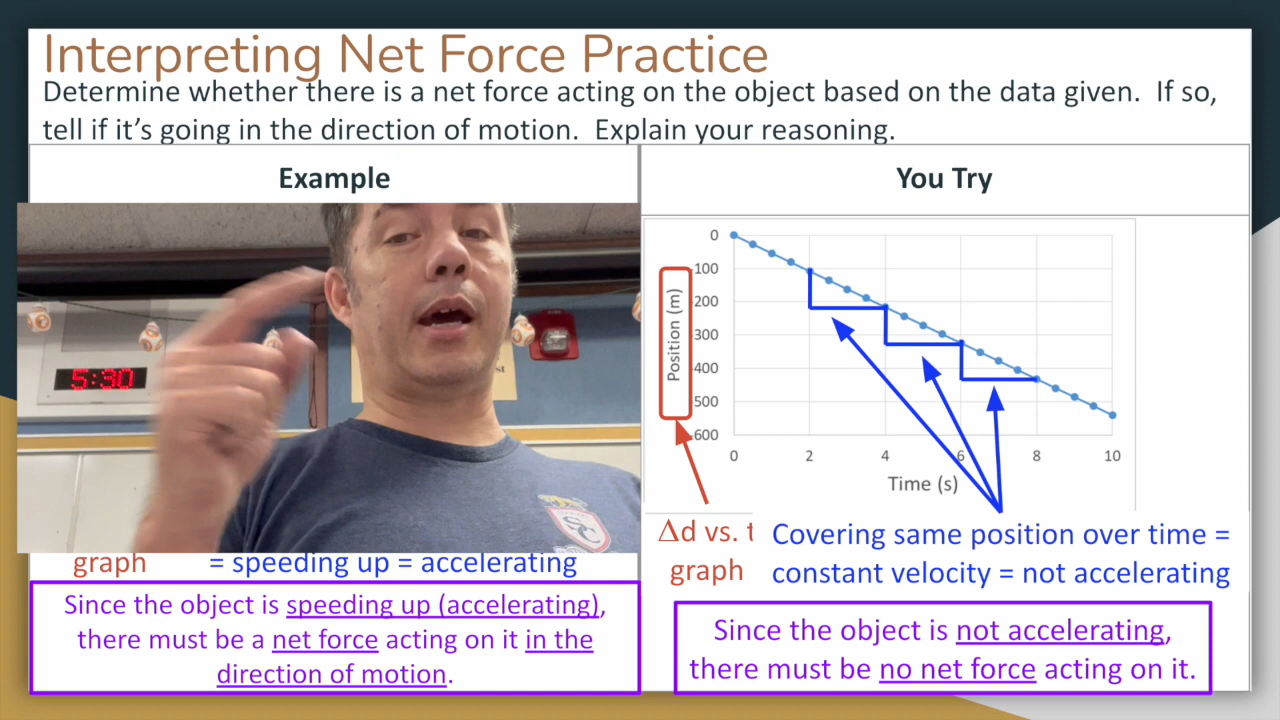 Interpreting Net Force Practice
Determine whether there is a net force acting on the object based on the data given. If so,
tell if it's going in the direction of motion. Explain your reasoning.
Example
You Try
5:30
graph
= speeding up = accelerating
Since the object is speeding up (accelerating),
there must be a net force acting on it in the
direction of motion.
Position (m)
0
100
200
300
400
500
600
0 2 4 6 8 10
Time (s)
Δd vs. t
graph
Covering same position over time =
constant velocity = not accelerating
Since the object is not accelerating,
there must be no net force acting on it.